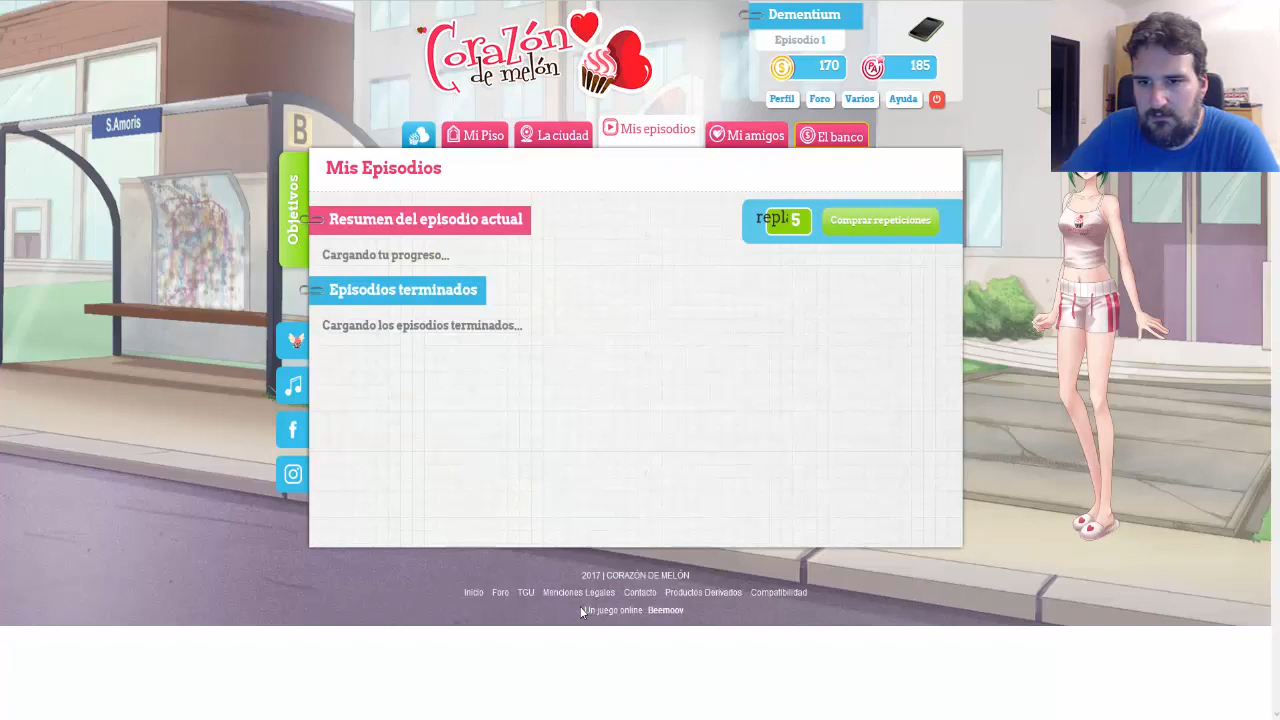 Corazón
de melón
Dementium
Episodio 1
170
185
Perfil
Foro
Varios
Ayuda
S.Amoris
B
Mi Piso
La ciudad
Mis episodios
Mi amigos
El banco
Objetivos
Mis Episodios
Resumen del episodio actual
5
Comprar repeticiones
Cargando tu progreso...
Episodios terminados
Cargando los episodios terminados...
2017 | CORAZÓN DE MELÓN
Inicio Foro TGU Menciones Legales Contacto Productos Derivados Compatibilidad
Un juego online Beemoov